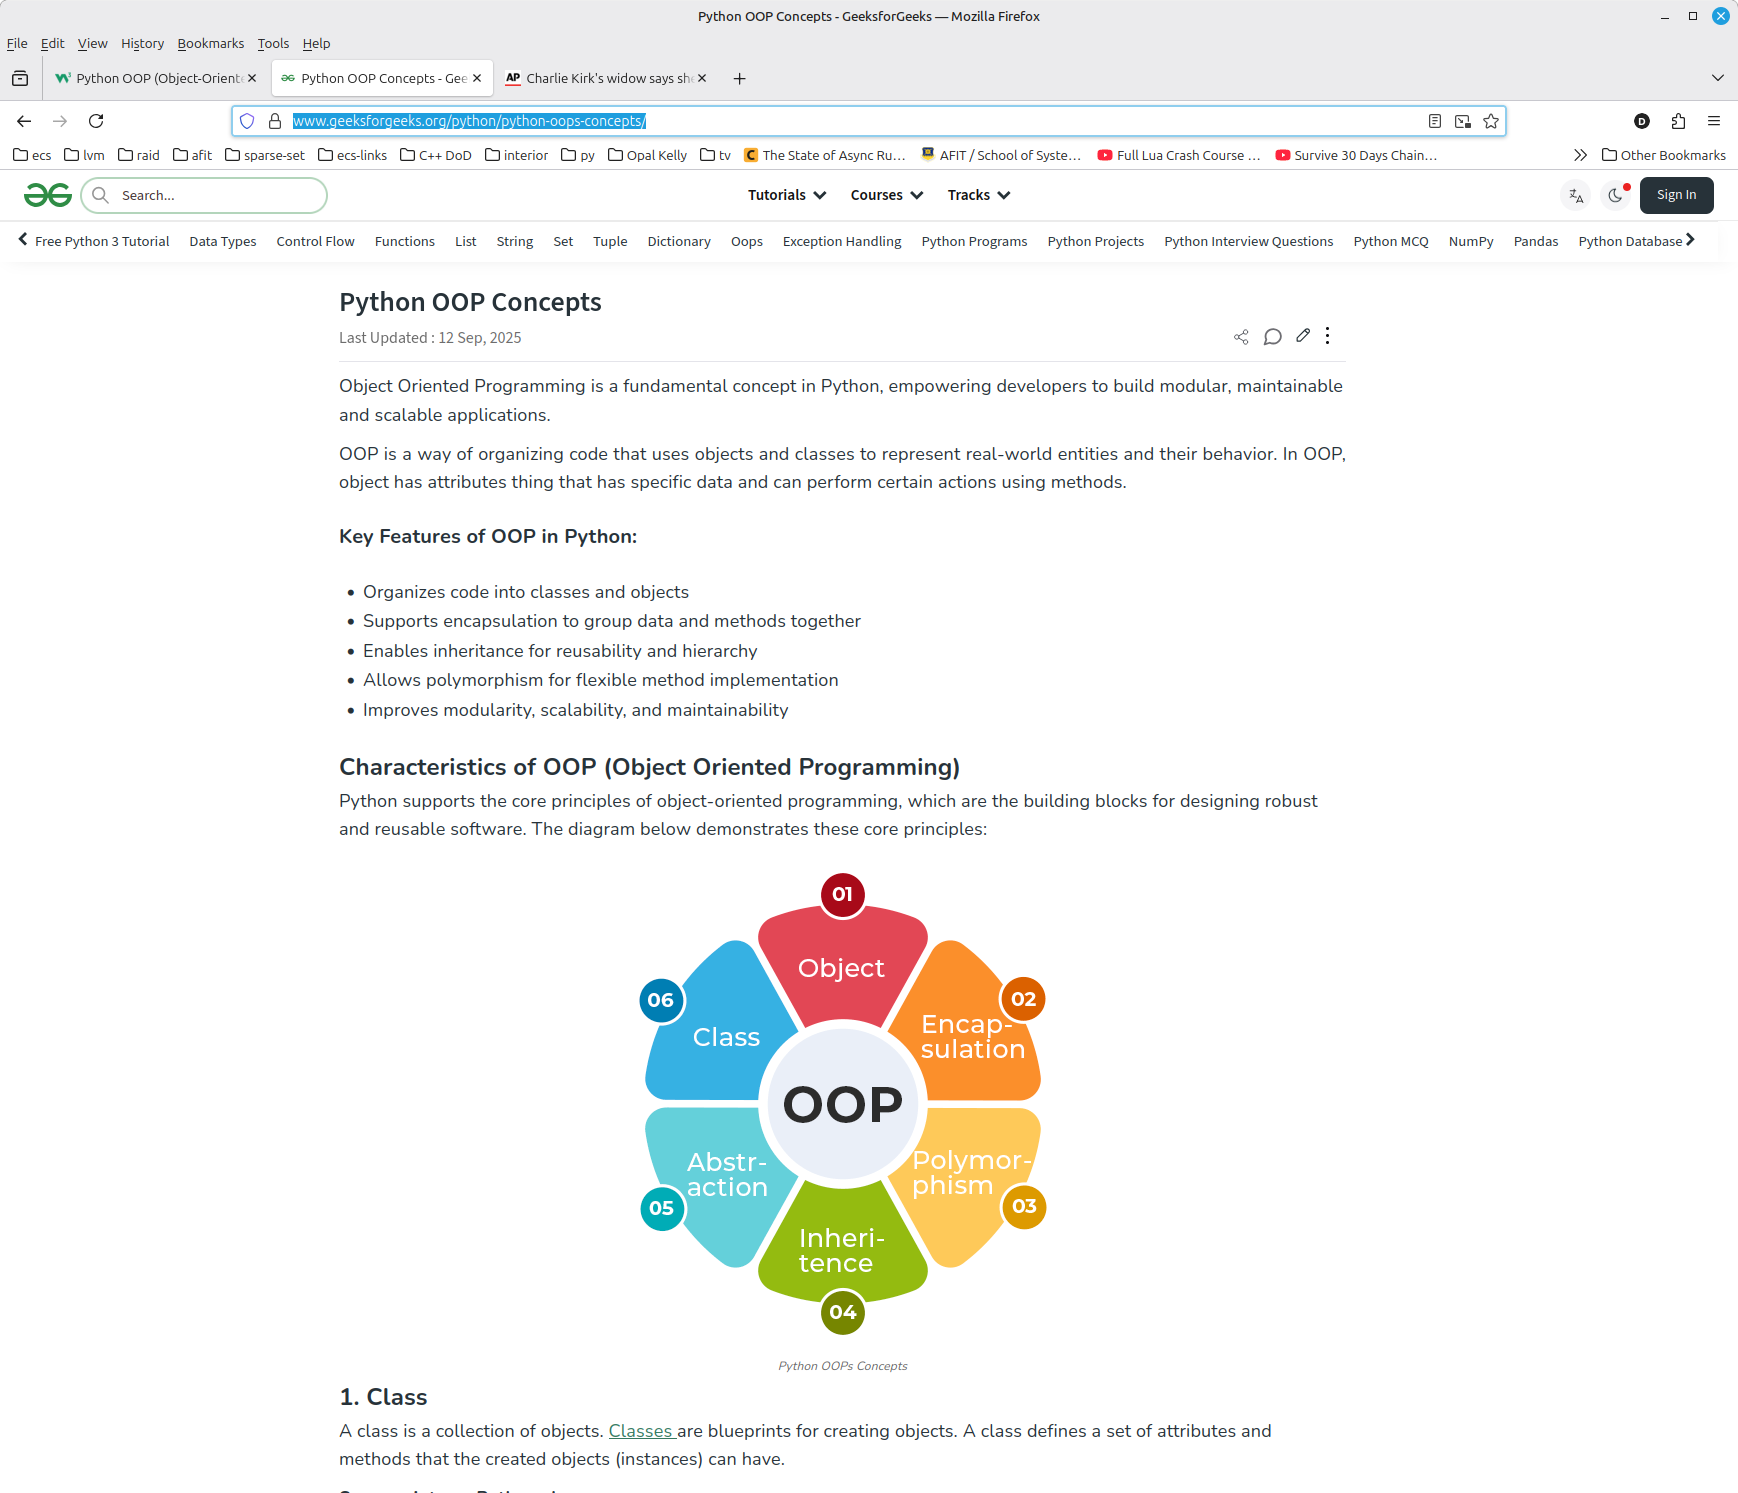 Python OOP Concepts - GeeksforGeeks — Mozilla Firefox
File Edit View History Bookmarks Tools Help
Python OOP (Object-Oriente Python OOP Concepts - Gee AP Charlie Kirk's widow says sh
www.geeksforgeeks.org/python/python-oops-concepts/ D
ecs lvm raid afit sparse-set ecs-links C++ DoD interior py Opal Kelly tv C The State of Async Ru... AFIT / School of Syste... Full Lua Crash Course ... Survive 30 Days Chain... Other Bookmarks
Search... Tutorials Courses Tracks Sign In
Free Python 3 Tutorial Data Types Control Flow Functions List String Set Tuple Dictionary Oops Exception Handling Python Programs Python Projects Python Interview Questions Python MCQ NumPy Pandas Python Database
Python OOP Concepts
Last Updated : 12 Sep, 2025
Object Oriented Programming is a fundamental concept in Python, empowering developers to build modular, maintainable
and scalable applications.
OOP is a way of organizing code that uses objects and classes to represent real-world entities and their behavior. In OOP,
object has attributes thing that has specific data and can perform certain actions using methods.
Key Features of OOP in Python:
• Organizes code into classes and objects
• Supports encapsulation to group data and methods together
• Enables inheritance for reusability and hierarchy
• Allows polymorphism for flexible method implementation
• Improves modularity, scalability, and maintainability
Characteristics of OOP (Object Oriented Programming)
Python supports the core principles of object-oriented programming, which are the building blocks for designing robust
and reusable software. The diagram below demonstrates these core principles:
01
Object
02
Encap-
sulation
03
Polymor-
phism
04
Inheri-
tence
05
Abstr-
action
06
Class
OOP
Python OOPs Concepts
1. Class
A class is a collection of objects. Classes are blueprints for creating objects. A class defines a set of attributes and
methods that the created objects (instances) can have.